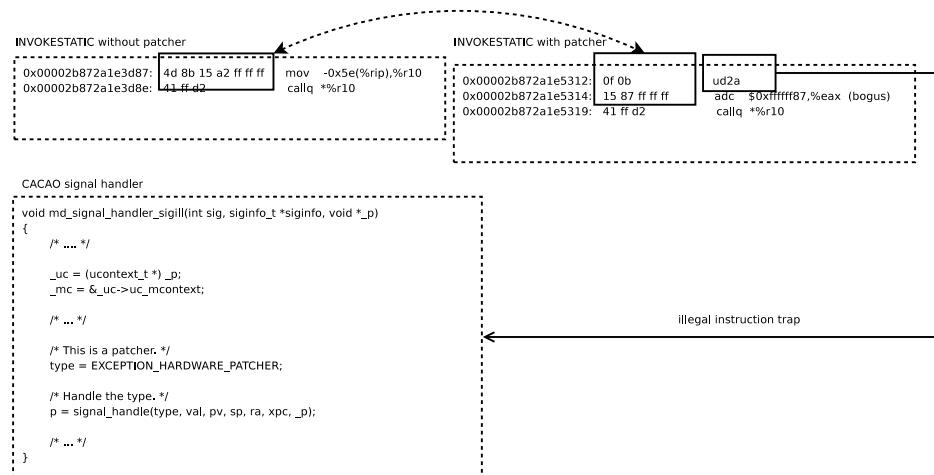 INVOKESTATIC without patcher
0x00002b872a1e3d87: 4d 8b 15 a2 ff ff ff mov -0x5e(%rip),%r10
0x00002b872a1e3d8e: 41 ff d2 callq *%r10
INVOKESTATIC with patcher
0x00002b872a1e5312: 0f 0b ud2a
0x00002b872a1e5314: 15 87 ff ff ff adc $0xffffff87,%eax (bogus)
0x00002b872a1e5319: 41 ff d2 callq *%r10
CACAO signal handler
void md_signal_handler_sigill(int sig, siginfo_t *siginfo, void *_p)
{
/* .... */
_uc = (ucontext_t *) _p;
_mc = &_uc->uc_mcontext;
/* ... */
/* This is a patcher. */
type = EXCEPTION_HARDWARE_PATCHER;
/* Handle the type. */
p = signal_handle(type, val, pv, sp, ra, xpc, _p);
/* ... */
}
illegal instruction trap